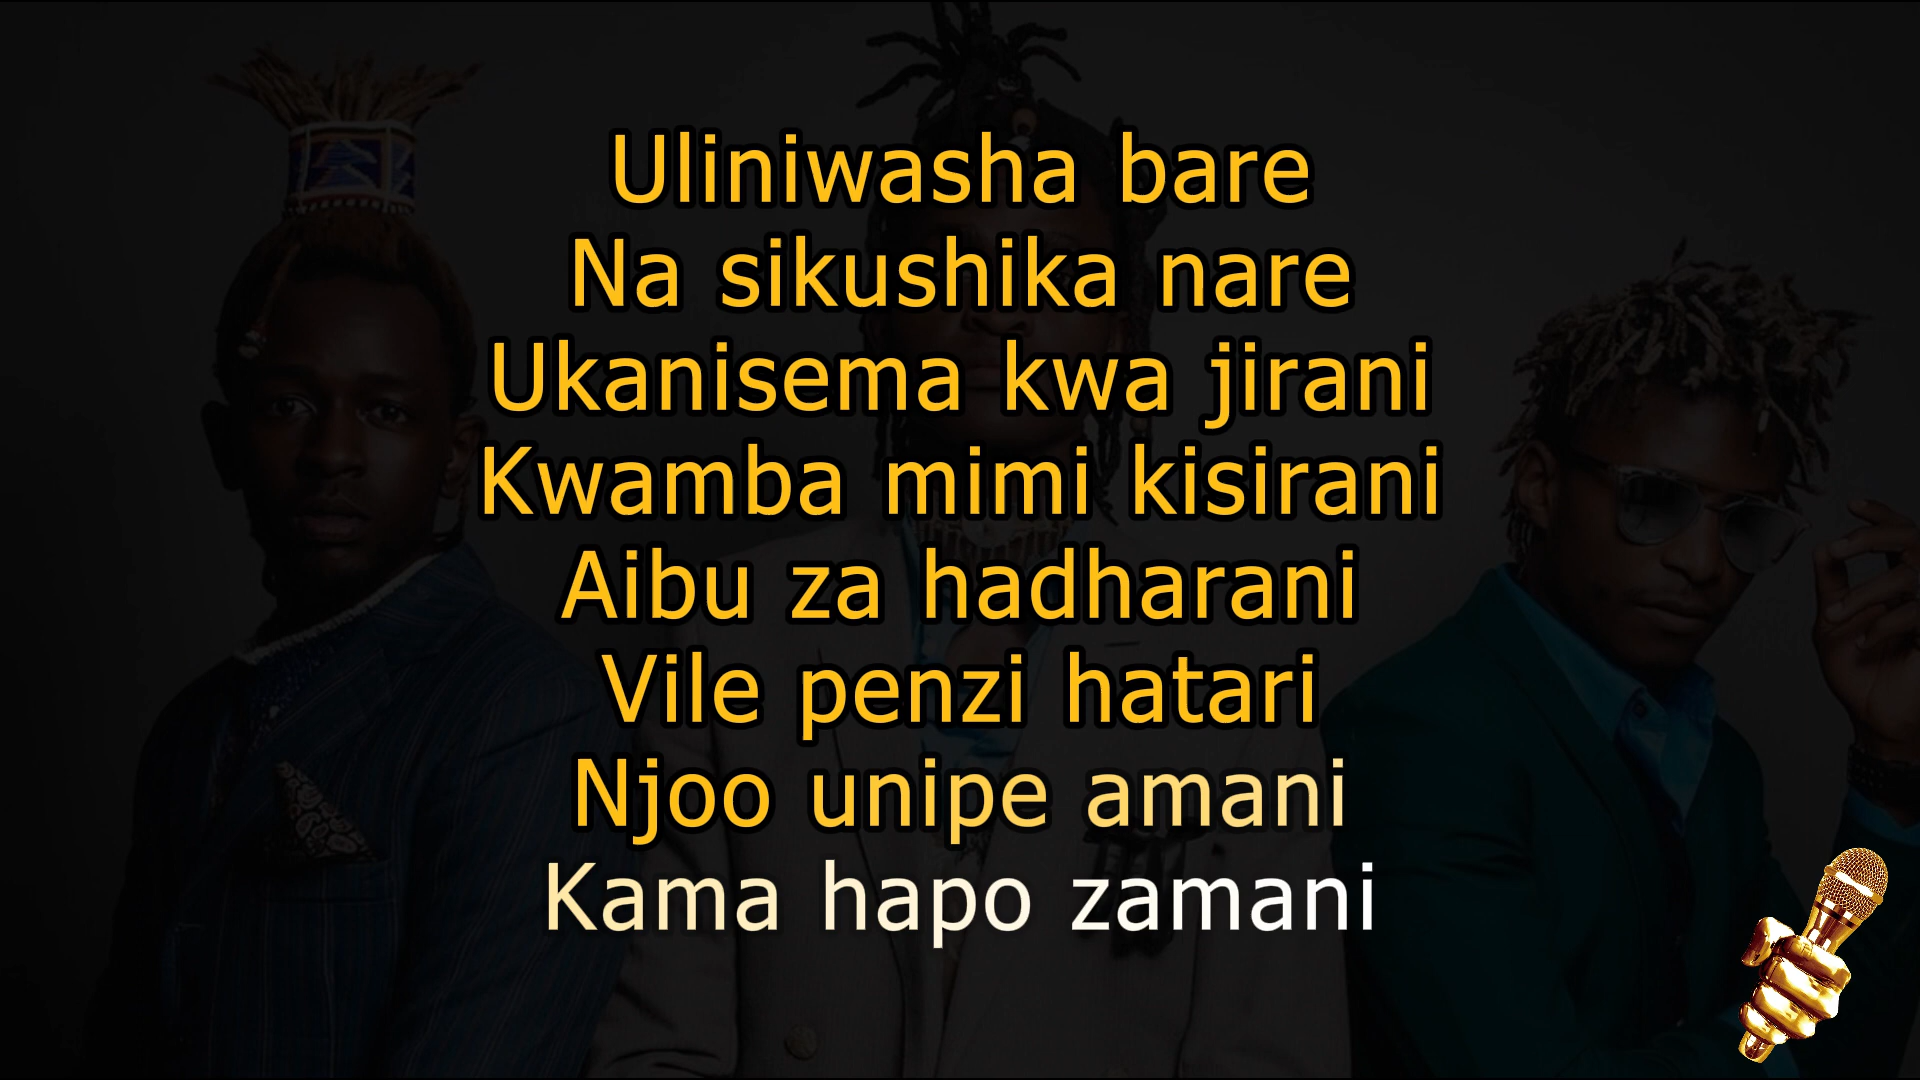 Uliniwasha bare
Na sikushika nare
Ukanisema kwa jirani
Kwamba mimi kisirani
Aibu za hadharani
Vile penzi hatari
Njoo unipe amani
Kama hapo zamani